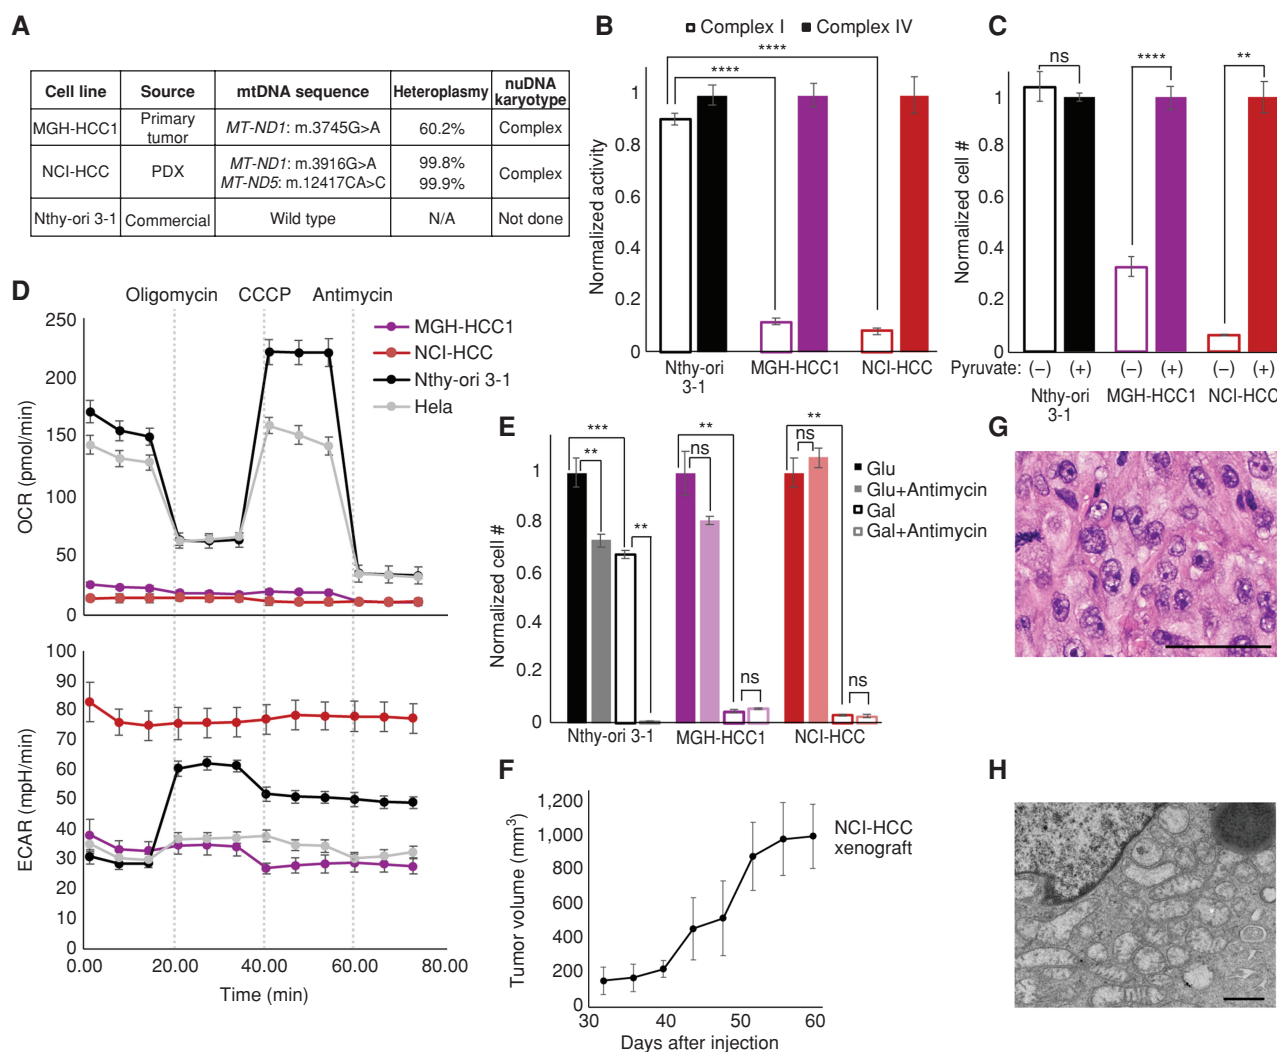 A
Cell line Source mtDNA sequence Heteroplasmy nuDNA karyotype
MGH-HCC1 Primary tumor MT-ND1: m.3745G>A 60.2% Complex
NCI-HCC PDX MT-ND1: m.3916G>A 99.8% Complex
MT-ND5: m.12417CA>C 99.9%
Nthy-ori 3-1 Commercial Wild type N/A Not done
B
Complex I Complex IV
****
****
Normalized activity
1
0.8
0.6
0.4
0.2
0
Nthy-ori 3-1 MGH-HCC1 NCI-HCC
C
ns **** **
Normalized cell #
1
0.8
0.6
0.4
0.2
0
Pyruvate: (–) (+) (–) (+) (–) (+)
Nthy-ori 3-1 MGH-HCC1 NCI-HCC
D
Oligomycin CCCP Antimycin
OCR (pmol/min)
250
200
150
100
50
0
MGH-HCC1
NCI-HCC
Nthy-ori 3-1
Hela
ECAR (mpH/min)
100
90
80
70
60
50
40
30
20
10
0
0.00 20.00 40.00 60.00 80.00
Time (min)
E
*** ** **
** ns ns
**
ns ns
Normalized cell #
1
0.8
0.6
0.4
0.2
0
Nthy-ori 3-1 MGH-HCC1 NCI-HCC
Glu
Glu+Antimycin
Gal
Gal+Antimycin
F
Tumor volume (mm³)
1,200
1,000
800
600
400
200
0
30 40 50 60
Days after injection
NCI-HCC
xenograft
G
H